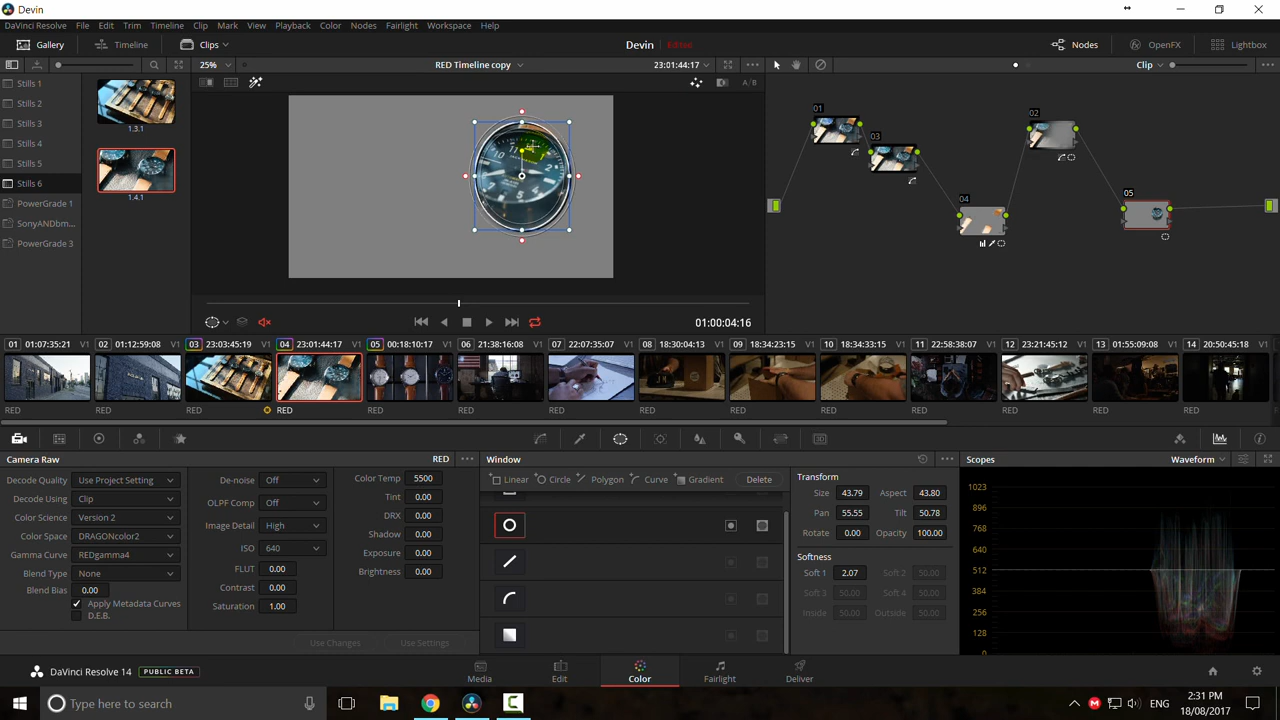 Devin
DaVinci Resolve File Edit Trim Timeline Clip Mark View Playback Color Nodes Fairlight Workspace Help
Gallery Timeline Clips Devin Edited Nodes OpenFX Lightbox
25% RED Timeline copy 23:01:44:17 Clip
A/B
Stills 1
Stills 2
Stills 3
Stills 4
Stills 5
Stills 6
PowerGrade 1
SonyANDbm...
PowerGrade 3
1.3.1
1.4.1
01 03 04 02 05
01:00:04:16
01 01:07:35:21 V1 02 01:12:59:08 V1 03 23:03:45:19 V1 04 23:01:44:17 V1 05 00:18:10:17 V1 06 21:38:16:08 V1 07 22:07:35:07 V1 08 18:30:04:13 V1 09 18:34:23:15 V1 10 18:34:33:15 V1 11 22:58:38:07 V1 12 23:21:45:12 V1 13 01:55:09:08 V1 14 20:50:45:18 V1
RED RED RED RED RED RED RED RED RED RED RED RED RED RED
3D
Camera Raw RED
Decode Quality Use Project Setting
Decode Using Clip
Color Science Version 2
Color Space DRAGONcolor2
Gamma Curve REDgamma4
Blend Type None
Blend Bias 0.00
Apply Metadata Curves
D.E.B.
De-noise Off
OLPF Comp Off
Image Detail High
ISO 640
FLUT 0.00
Contrast 0.00
Saturation 1.00
Color Temp 5500
Tint 0.00
DRX 0.00
Shadow 0.00
Exposure 0.00
Brightness 0.00
Use Changes Use Settings
Window
Linear Circle Polygon Curve Gradient Delete
Transform
Size 43.79 Aspect 43.80
Pan 55.55 Tilt 50.78
Rotate 0.00 Opacity 100.00
Softness
Soft 1 2.07 Soft 2 50.00
Soft 3 50.00 Soft 4 50.00
Inside 50.00 Outside 50.00
Scopes Waveform
1023
896
768
640
512
384
256
128
0
DaVinci Resolve 14 PUBLIC BETA
Media Edit Color Fairlight Deliver
Type here to search
ENG
2:31 PM
18/08/2017